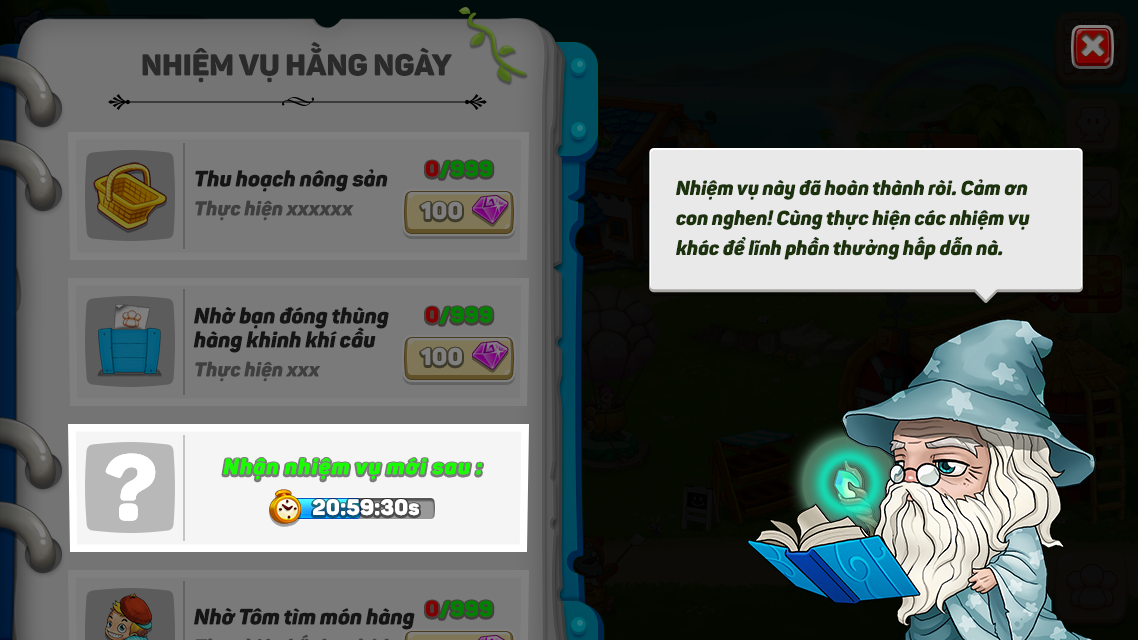 NHIỆM VỤ HẰNG NGÀY
Thu hoạch nông sản
Thực hiện xxxxxx
0/999
100
Nhờ bạn đóng thùng
hàng khinh khí cầu
Thực hiện xxx
0/999
100
?
Nhận nhiệm vụ mới sau :
20:59:30s
Nhờ Tôm tìm món hàng
0/999
Nhiệm vụ này đã hoàn thành rồi. Cảm ơn
con nghen! Cùng thực hiện các nhiệm vụ
khác để lĩnh phần thưởng hấp dẫn nà.